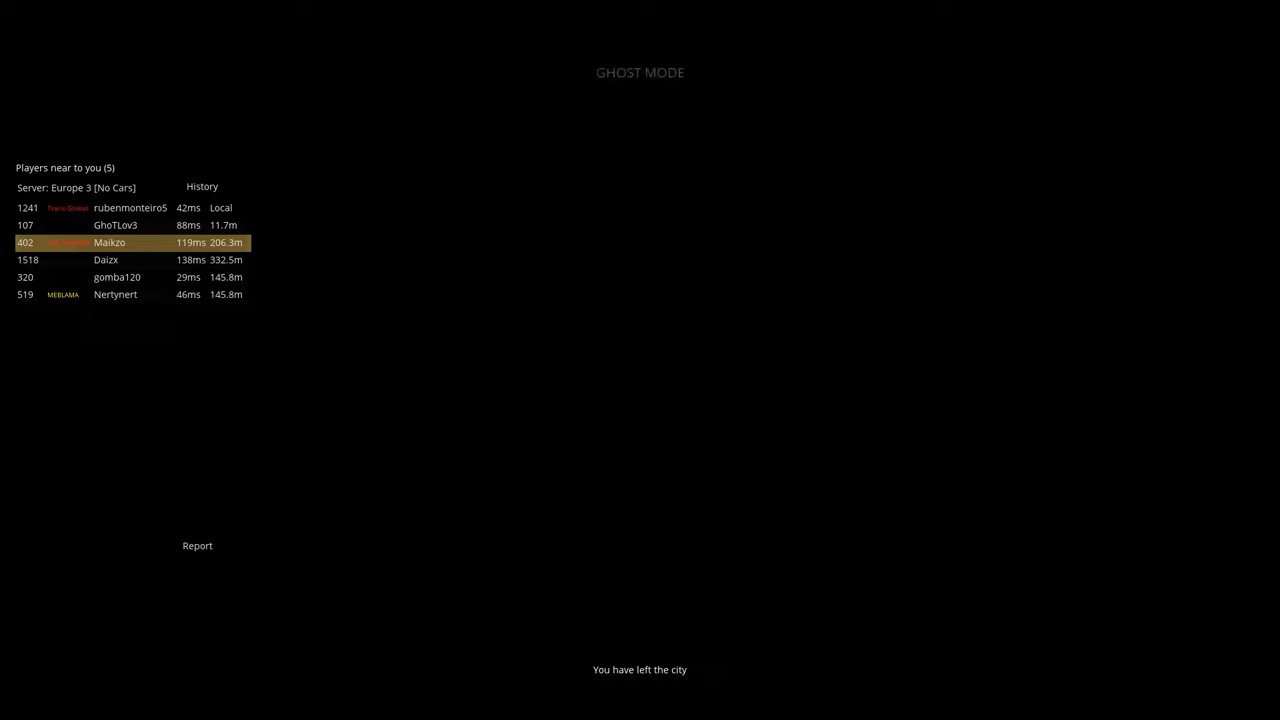 GHOST MODE
Players near to you (5)
Server: Europe 3 [No Cars] History
1241 Trans-Global rubenmonteiro5 42ms Local
107 GhoTLov3 88ms 11.7m
402 Maikzo 119ms 206.3m
1518 Daizx 138ms 332.5m
320 gomba120 29ms 145.8m
519 MEBLAMA Nertynert 46ms 145.8m
Report
You have left the city